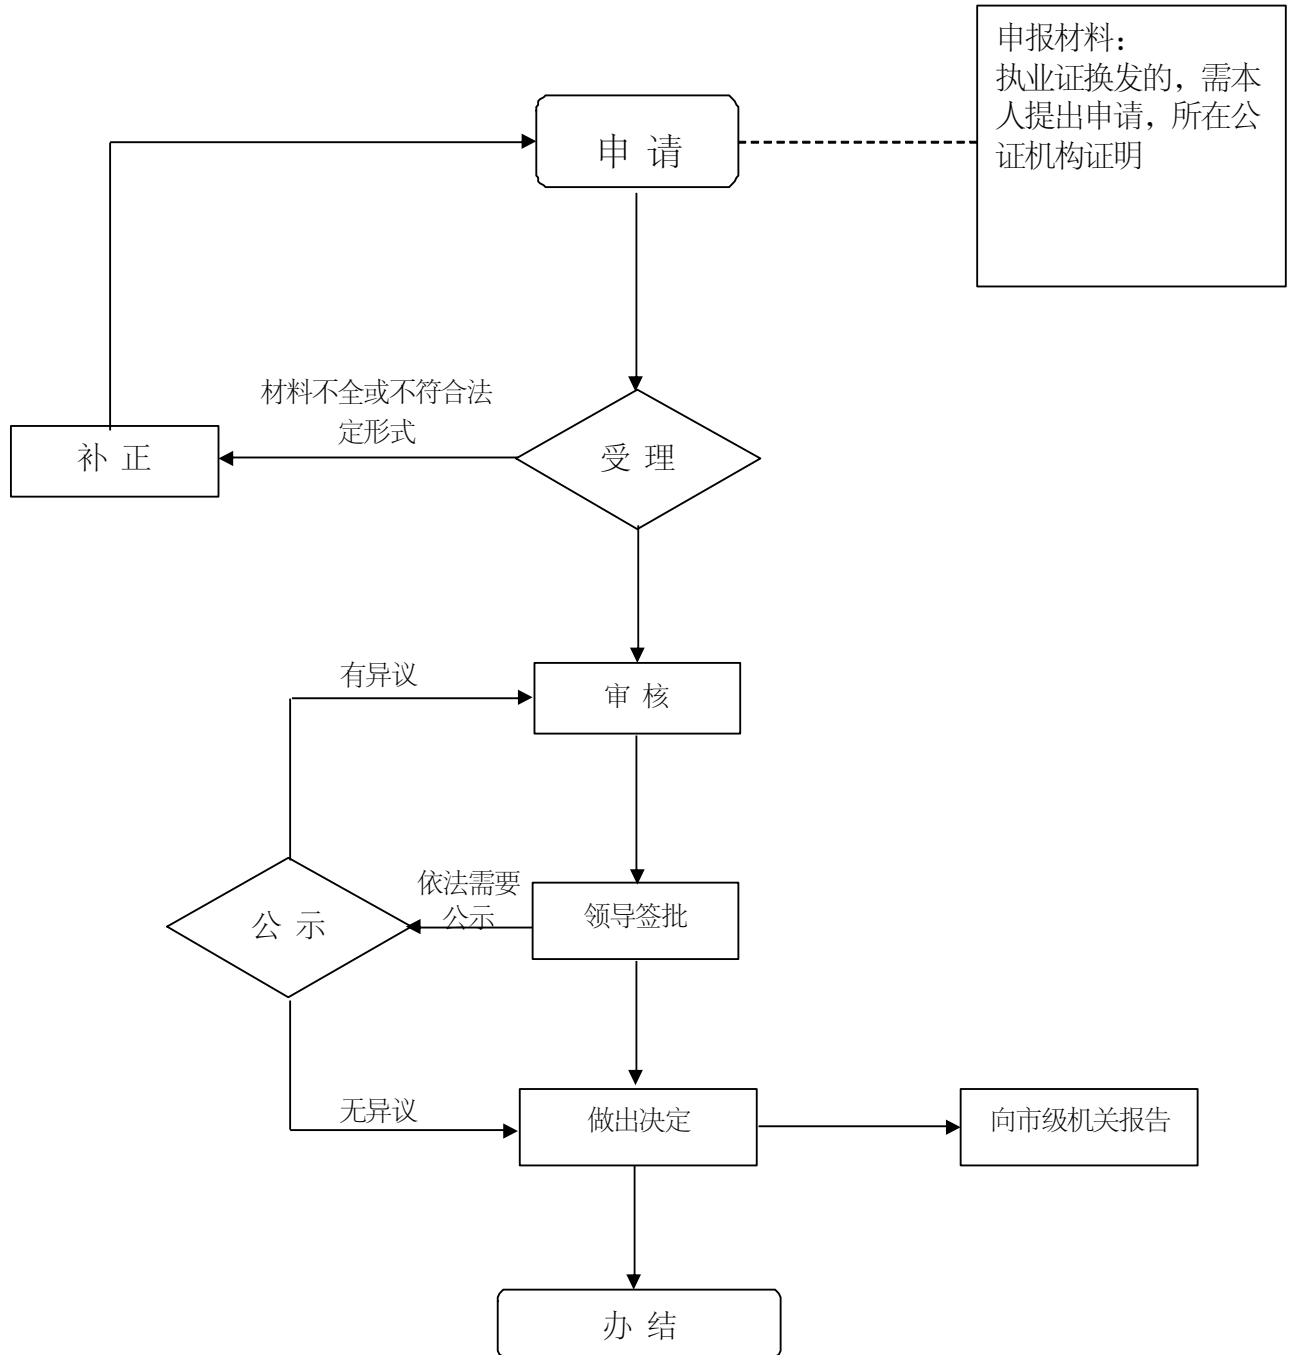 申报材料：
执业证换发的，需本
人提出申请，所在公
证机构证明
申 请
材料不全或不符合法
定形式
补 正
受 理
有异议
审 核
依法需要
公示
领导签批
公 示
无异议
做出决定
向市级机关报告
办 结